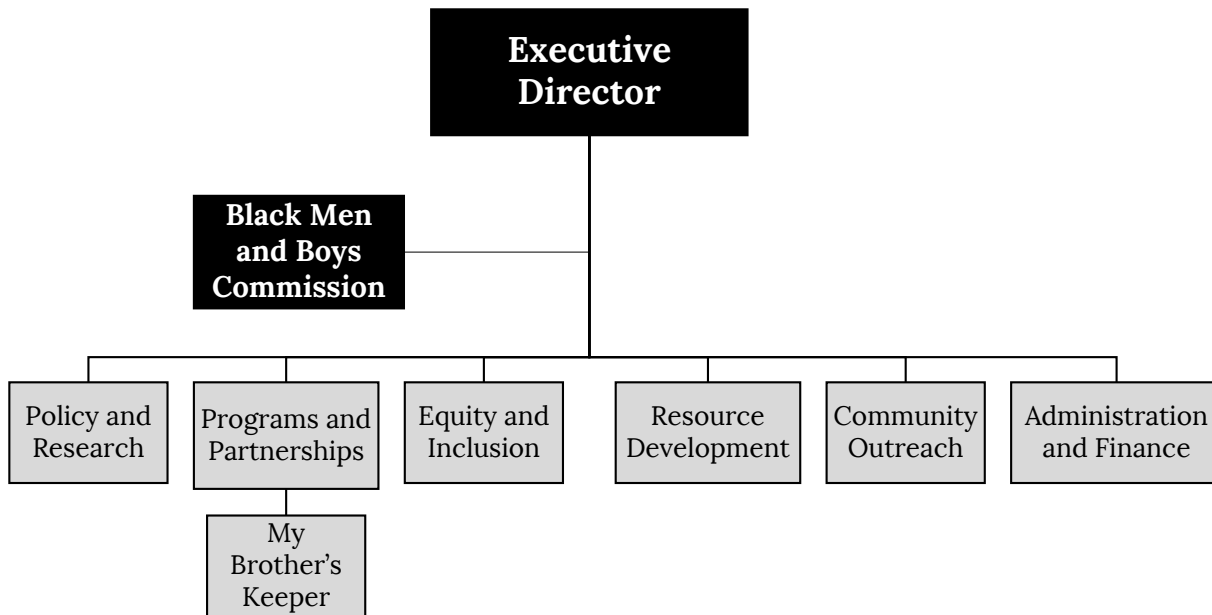 Executive
Director
Black Men
and Boys
Commission
Policy and
Research
Programs and
Partnerships
Equity and
Inclusion
Resource
Development
Community
Outreach
Administration
and Finance
My
Brother’s
Keeper